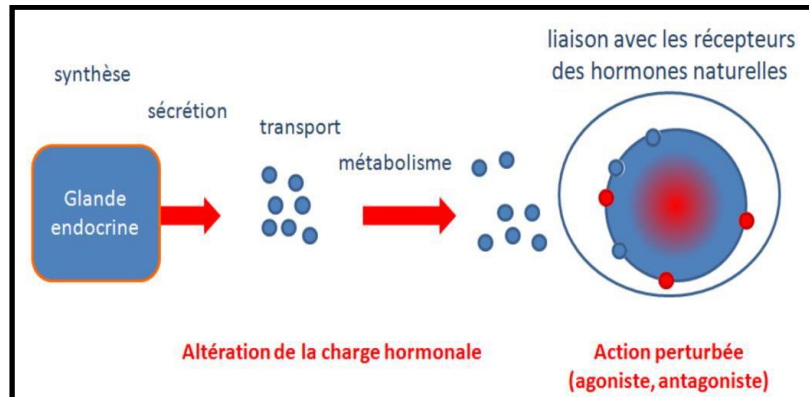 synthèse
sécrétion
transport
métabolisme
liaison avec les récepteurs
des hormones naturelles
Glande
endocrine
Altération de la charge hormonale
Action perturbée
(agoniste, antagoniste)